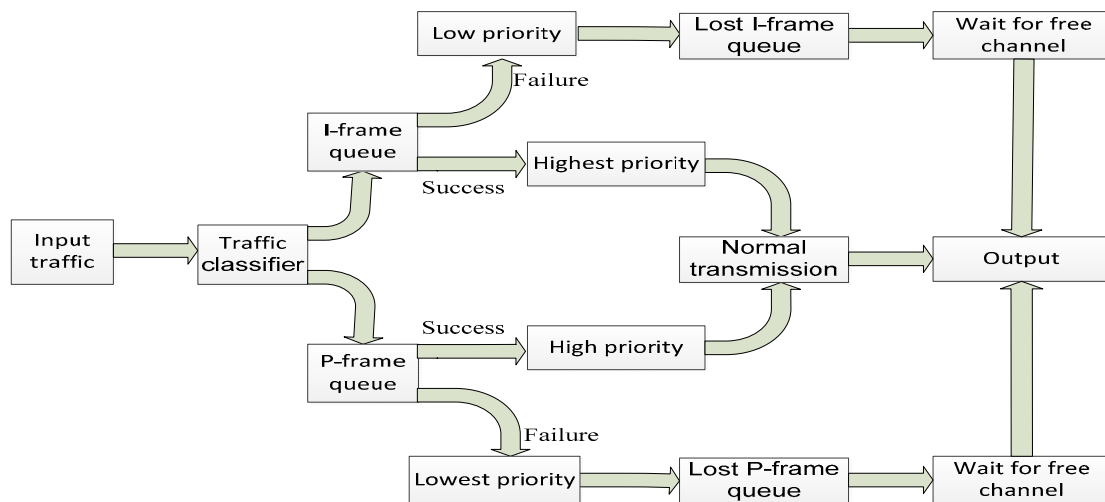 Low priority
Lost I-frame
queue
Wait for free
channel
Failure
I-frame
queue
Success
Highest priority
Input
traffic
Traffic
classifier
Normal
transmission
Output
Success
P-frame
queue
High priority
Failure
Lowest priority
Lost P-frame
queue
Wait for free
channel